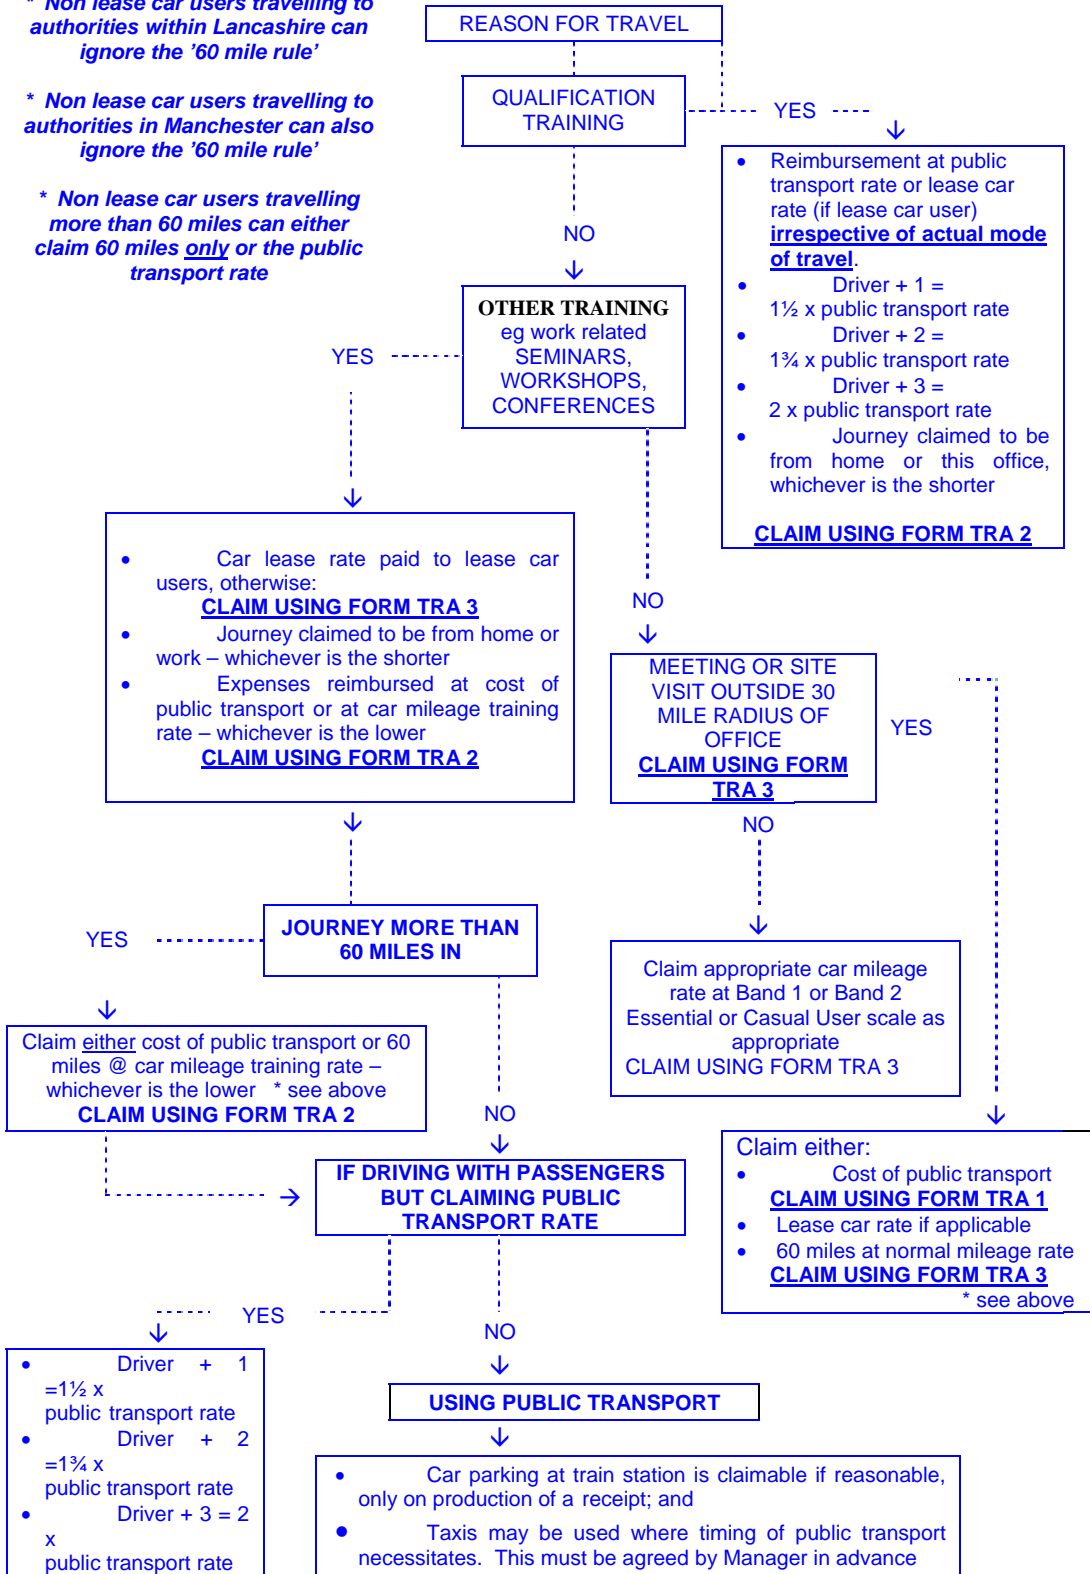 * Non lease car users travelling to
authorities within Lancashire can
ignore the '60 mile rule'
* Non lease car users travelling to
authorities in Manchester can also
ignore the '60 mile rule'
* Non lease car users travelling
more than 60 miles can either
claim 60 miles only or the public
transport rate
REASON FOR TRAVEL
QUALIFICATION
TRAINING
YES
• Reimbursement at public
transport rate or lease car
rate (if lease car user)
irrespective of actual mode
of travel.
• Driver + 1 =
1½ x public transport rate
• Driver + 2 =
1¾ x public transport rate
• Driver + 3 =
2 x public transport rate
• Journey claimed to be
from home or this office,
whichever is the shorter
CLAIM USING FORM TRA 2
NO
OTHER TRAINING
eg work related
SEMINARS,
WORKSHOPS,
CONFERENCES
YES
• Car lease rate paid to lease car
users, otherwise:
CLAIM USING FORM TRA 3
• Journey claimed to be from home or
work – whichever is the shorter
• Expenses reimbursed at cost of
public transport or at car mileage training
rate – whichever is the lower
CLAIM USING FORM TRA 2
NO
MEETING OR SITE
VISIT OUTSIDE 30
MILE RADIUS OF
OFFICE
CLAIM USING FORM
TRA 3
YES
NO
JOURNEY MORE THAN
60 MILES IN
YES
Claim appropriate car mileage
rate at Band 1 or Band 2
Essential or Casual User scale as
appropriate
CLAIM USING FORM TRA 3
Claim either cost of public transport or 60
miles @ car mileage training rate –
whichever is the lower * see above
CLAIM USING FORM TRA 2
NO
Claim either:
• Cost of public transport
CLAIM USING FORM TRA 1
• Lease car rate if applicable
• 60 miles at normal mileage rate
CLAIM USING FORM TRA 3
* see above
IF DRIVING WITH PASSENGERS
BUT CLAIMING PUBLIC
TRANSPORT RATE
YES
NO
• Driver + 1
=1½ x
public transport rate
• Driver + 2
=1¾ x
public transport rate
• Driver + 3 = 2
x
public transport rate
USING PUBLIC TRANSPORT
• Car parking at train station is claimable if reasonable,
only on production of a receipt; and
• Taxis may be used where timing of public transport
necessitates. This must be agreed by Manager in advance